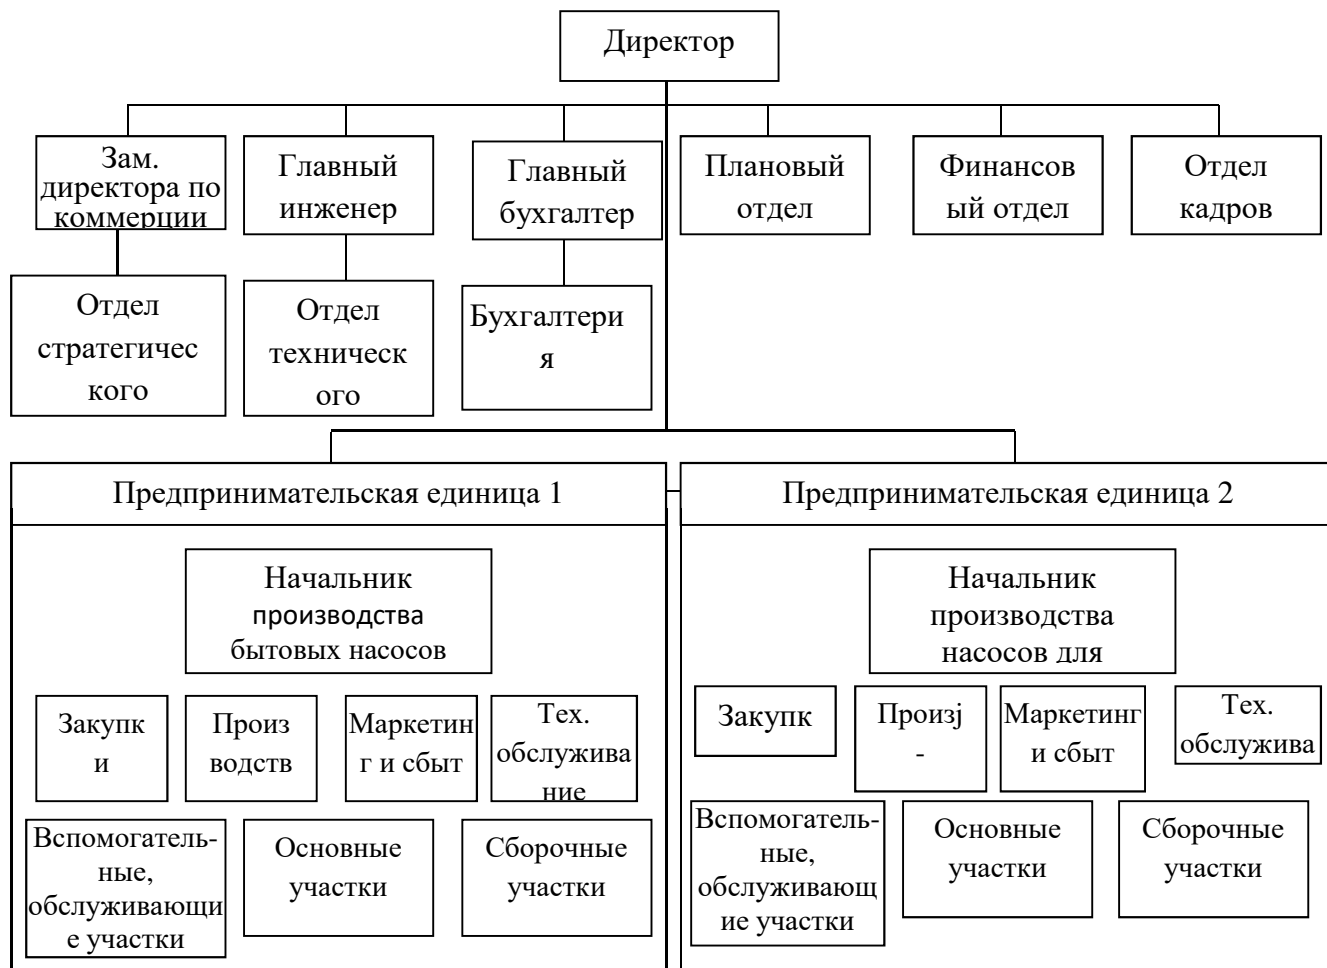 Директор
Зам.
директора по
коммерции
Главный
инженер
Главный
бухгалтер
Плановый
отдел
Финансов
ый отдел
Отдел
кадров
Отдел
стратегичес
кого
Отдел
техническ
ого
Бухгалтери
я
Предпринимательская единица 1
Предпринимательская единица 2
Начальник
производства
бытовых насосов
Начальник
производства
насосов для
Закупк
и
Произ
водств
Маркетин
г и сбыт
Тех.
обслужива
ние
Закупк
Произј
-
Маркетинг
и сбыт
Тех.
обслужива
Вспомогатель-
ные,
обслуживающи
е участки
Основные
участки
Сборочные
участки
Вспомогатель-
ные,
обслуживающ
ие участки
Основные
участки
Сборочные
участки